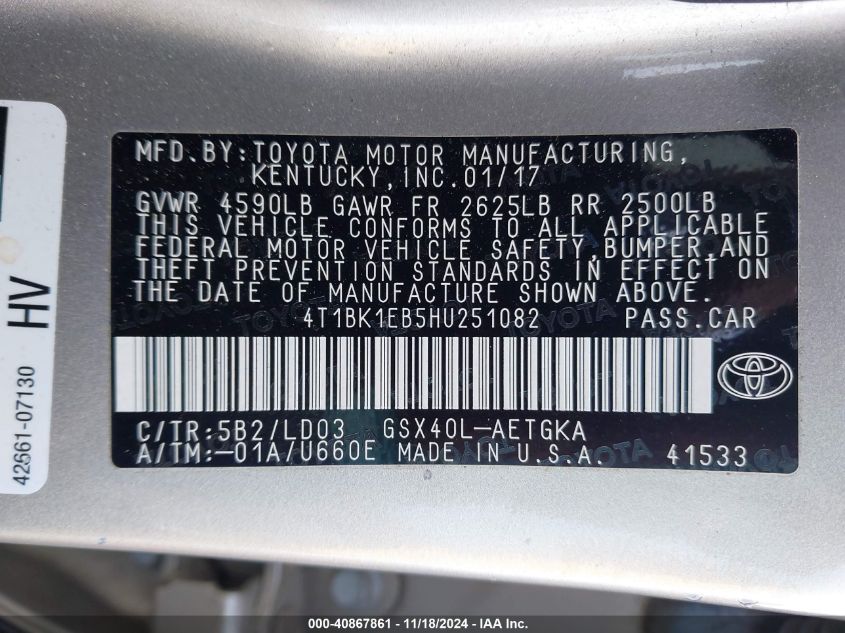 MFD.BY:TOYOTA MOTOR MANUFACTURING,
KENTUCKY,INC.01/17
GVWR 4590LB GAWR FR 2625LB RR 2500LB
THIS VEHICLE CONFORMS TO ALL APPLICABLE
FEDERAL MOTOR VEHICLE SAFETY,BUMPER,AND
THEFT PREVENTION STANDARDS IN EFFECT ON
THE DATE OF MANUFACTURE SHOWN ABOVE.
4T1BK1EB5HU251082 PASS.CAR
C/TR:5B2/LD03 GSX40L-AETGKA
A/TM:-01A/U660E MADE IN U.S.A. 41533
HV
42661-07130
000-40867861 - 11/18/2024 - IAAI.COM